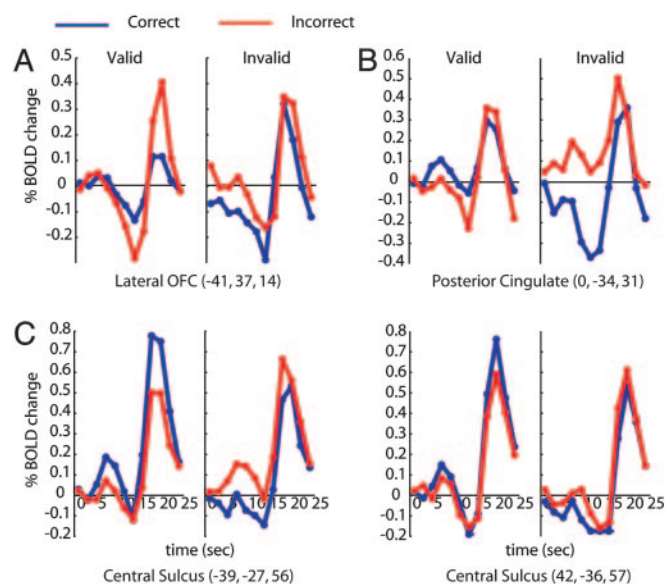 Correct Incorrect
A Valid Invalid
B Valid Invalid
% BOLD change
0.5
0.4
0.3
0.2
0.1
0
-0.1
-0.2
Lateral OFC (-41, 37, 14)
0.6
0.5
0.4
0.3
0.2
0.1
0
-0.1
-0.2
-0.3
-0.4
Posterior Cingulate (0, -34, 31)
C
% BOLD change
0.8
0.7
0.6
0.5
0.4
0.3
0.2
0.1
0
-0.1
-0.2
0 5 10 15 20 25 0 5 10 15 20 25
time (sec)
Central Sulcus (-39, -27, 56)
0.8
0.7
0.6
0.5
0.4
0.3
0.2
0.1
0
-0.1
-0.2
0 5 10 15 20 25 0 5 10 15 20 25
time (sec)
Central Sulcus (42, -36, 57)